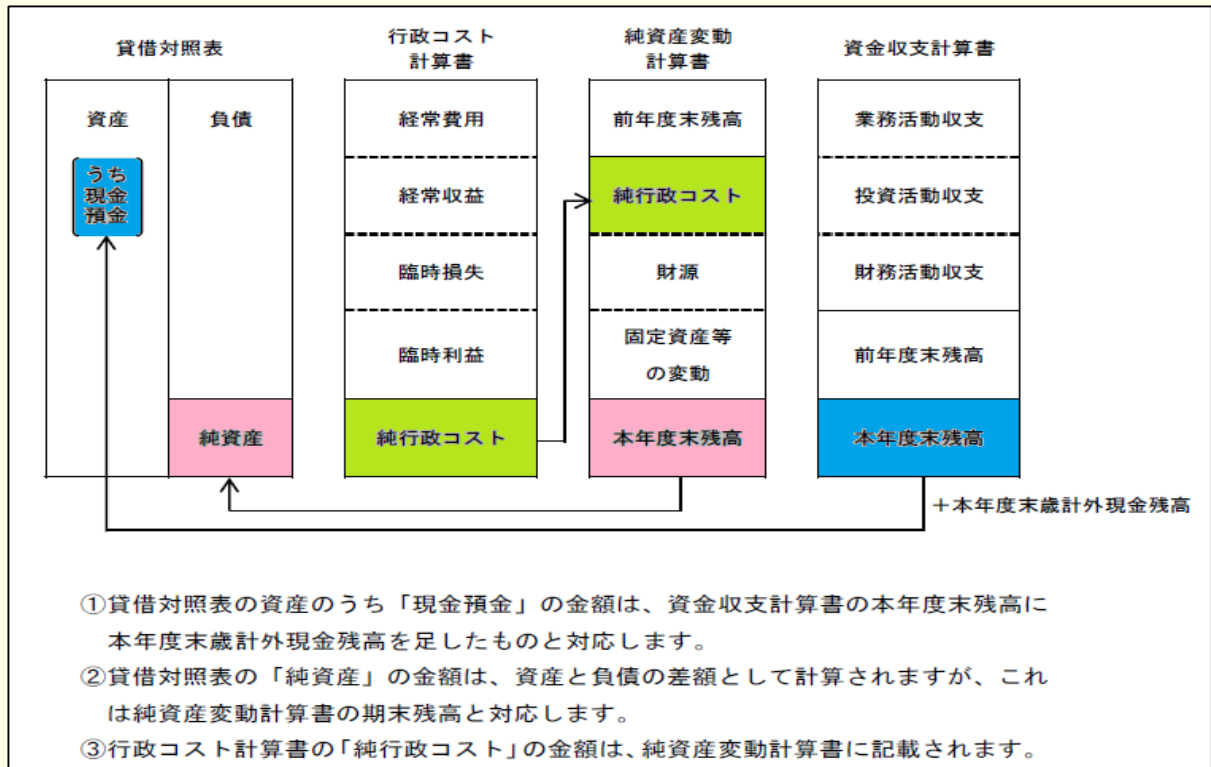 貸借対照表
行政コスト
計算書
純資産変動
計算書
資金収支計算書
資産
負債
経常費用
前年度末残高
業務活動収支
うち
現金
預金
経常収益
純行政コスト
投資活動収支
臨時損失
財源
財務活動収支
臨時利益
固定資産等
の変動
前年度末残高
純資産
純行政コスト
本年度末残高
本年度末残高
+本年度末歳計外現金残高
①貸借対照表の資産のうち「現金預金」の金額は、資金収支計算書の本年度末残高に
本年度末歳計外現金残高を足したものと対応します。
②貸借対照表の「純資産」の金額は、資産と負債の差額として計算されますが、これ
は純資産変動計算書の期末残高と対応します。
③行政コスト計算書の「純行政コスト」の金額は、純資産変動計算書に記載されます。